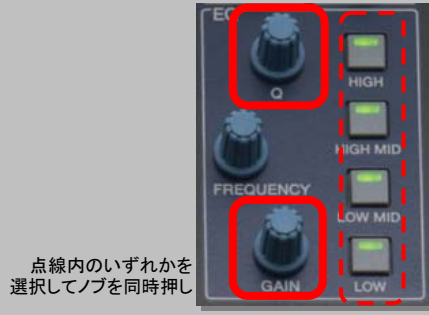 EQ
Q
HIGH
HIGH MID
FREQUENCY
LOW MID
GAIN
LOW
点線内のいずれかを
選択してノブを同時押し